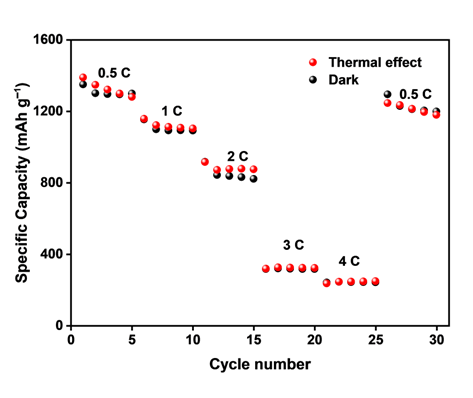 1600
1200
800
400
0
Specific Capacity (mAh g⁻¹)
Thermal effect
Dark
0.5 C
1 C
2 C
3 C
4 C
0.5 C
0 5 10 15 20 25 30
Cycle number